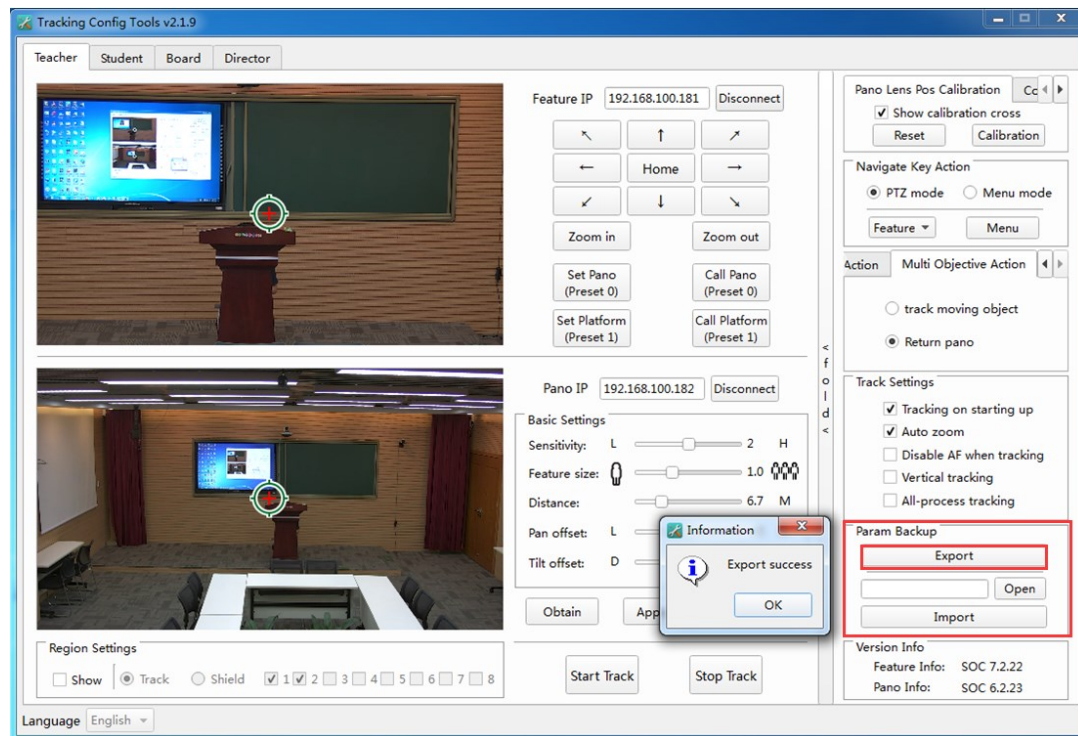 Tracking Config Tools v2.1.9
Teacher Student Board Director
Feature IP 192.168.100.181 Disconnect
↖ ↑ ↗
← Home →
↙ ↓ ↘
Zoom in Zoom out
Set Pano
(Preset 0)
Call Pano
(Preset 0)
Set Platform
(Preset 1)
Call Platform
(Preset 1)
Pano IP 192.168.100.182 Disconnect
Basic Settings
Sensitivity: L 2 H
Feature size: 1.0
Distance: 6.7 M
Pan offset: L
Tilt offset: D
Obtain
Start Track Stop Track
Information
Export success
OK
Region Settings
Show Track Shield 1 2 3 4 5 6 7 8
Language English
<
f
o
l
d
<
Pano Lens Pos Calibration
Show calibration cross
Reset Calibration
Navigate Key Action
PTZ mode Menu mode
Feature Menu
Action Multi Objective Action
track moving object
Return pano
Track Settings
Tracking on starting up
Auto zoom
Disable AF when tracking
Vertical tracking
All-process tracking
Param Backup
Export
Open
Import
Version Info
Feature Info: SOC 7.2.22
Pano Info: SOC 6.2.23